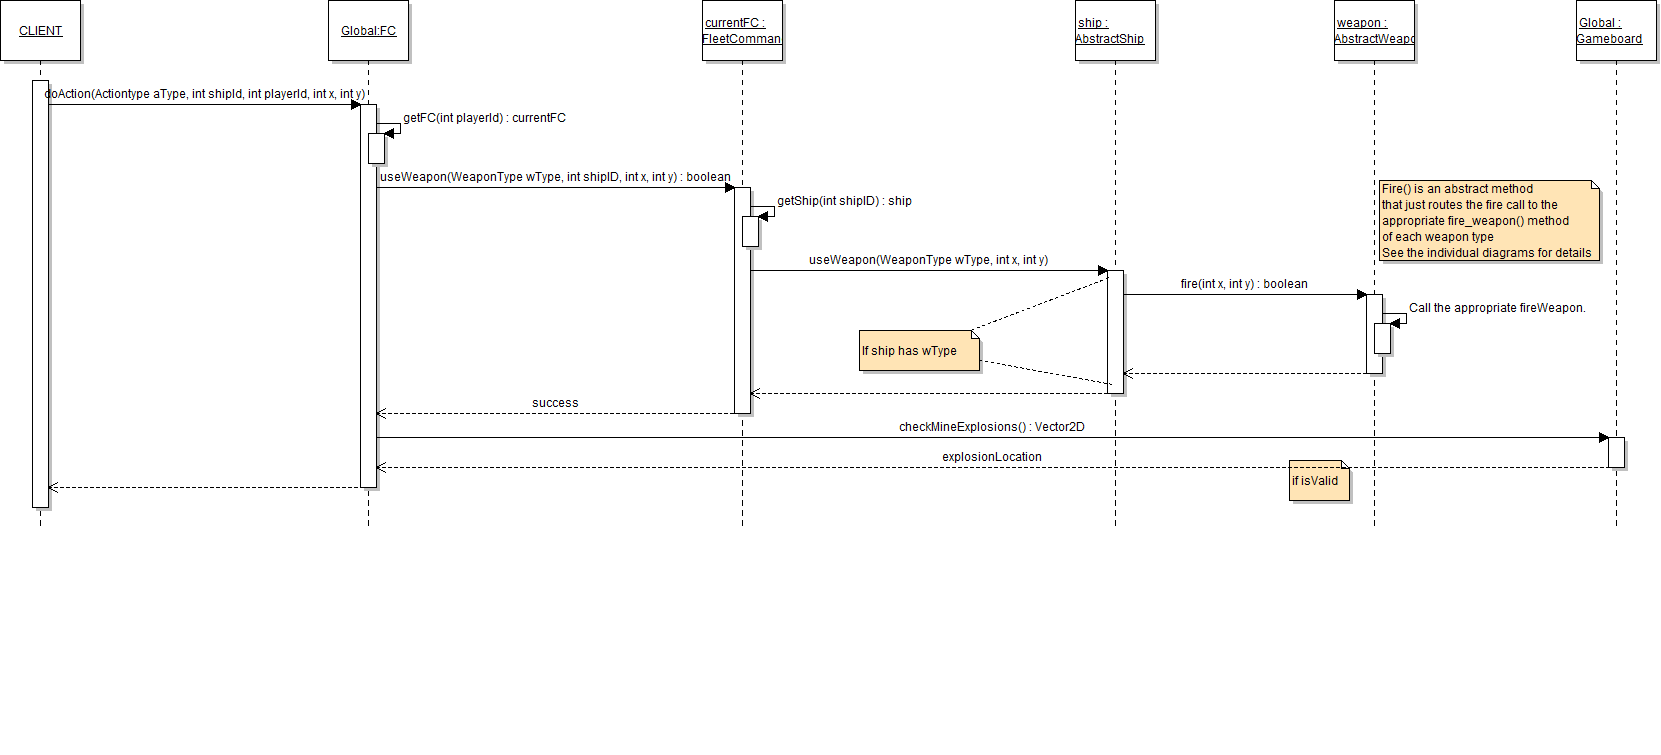 CLIENT
Global:FC
currentFC :
FleetComman
ship :
AbstractShip
weapon :
AbstractWeapo
Global :
Gameboard
doAction(Actiontype aType, int shipId, int playerId, int x, int y)
getFC(int playerId) : currentFC
useWeapon(WeaponType wType, int shipID, int x, int y) : boolean
getShip(int shipID) : ship
Fire() is an abstract method
that just routes the fire call to the
appropriate fire_weapon() method
of each weapon type
See the individual diagrams for details
useWeapon(WeaponType wType, int x, int y)
fire(int x, int y) : boolean
Call the appropriate fireWeapon.
If ship has wType
success
checkMineExplosions() : Vector2D
explosionLocation
if isValid